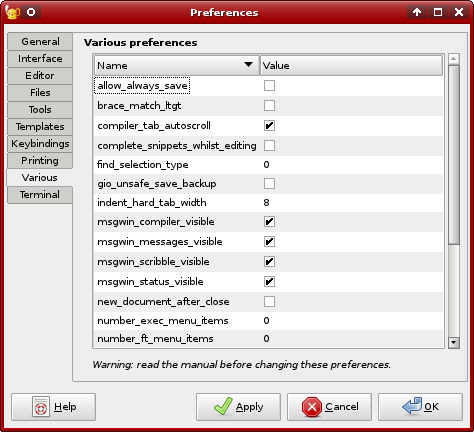 Preferences
General
Interface
Editor
Files
Tools
Templates
Keybindings
Printing
Various
Terminal
Various preferences
Name Value
allow_always_save
brace_match_ltgt
compiler_tab_autoscroll
complete_snippets_whilst_editing
find_selection_type 0
gio_unsafe_save_backup
indent_hard_tab_width 8
msgwin_compiler_visible
msgwin_messages_visible
msgwin_scribble_visible
msgwin_status_visible
new_document_after_close
number_exec_menu_items 0
number_ft_menu_items 0
Warning: read the manual before changing these preferences.
Help Apply Cancel OK